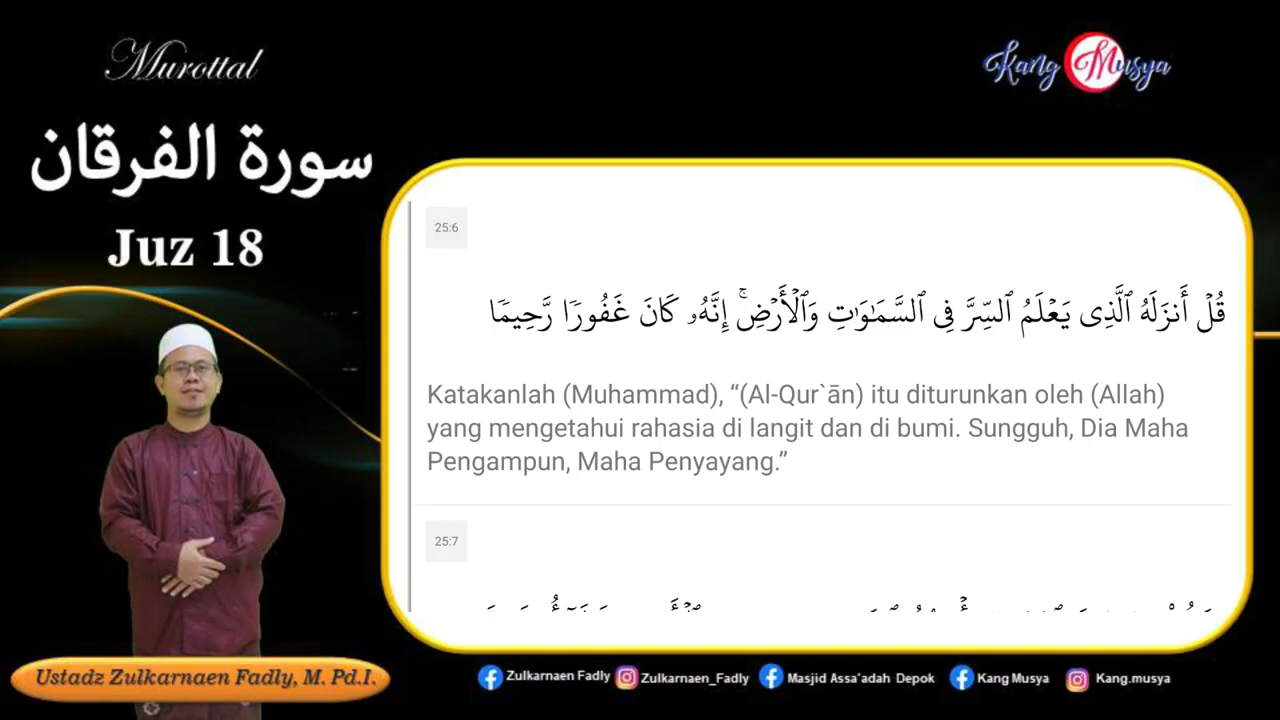 Murottal
سورة الفرقان
Juz 18
Kang Musya
25:6
قُلْ أَنزَلَهُ ٱلَّذِى يَعْلَمُ ٱلسِّرَّ فِى ٱلسَّمَٰوَٰتِ وَٱلْأَرْضِ ۚ إِنَّهُۥ كَانَ غَفُورًا رَّحِيمًا
Katakanlah (Muhammad), “(Al-Qur`ān) itu diturunkan oleh (Allah)
yang mengetahui rahasia di langit dan di bumi. Sungguh, Dia Maha
Pengampun, Maha Penyayang.”
25:7
Ustadz Zulkarnaen Fadly, M. Pd.I.
Zulkarnaen Fadly Zulkarnaen_Fadly Masjid Assa'adah Depok Kang Musya Kang.musya